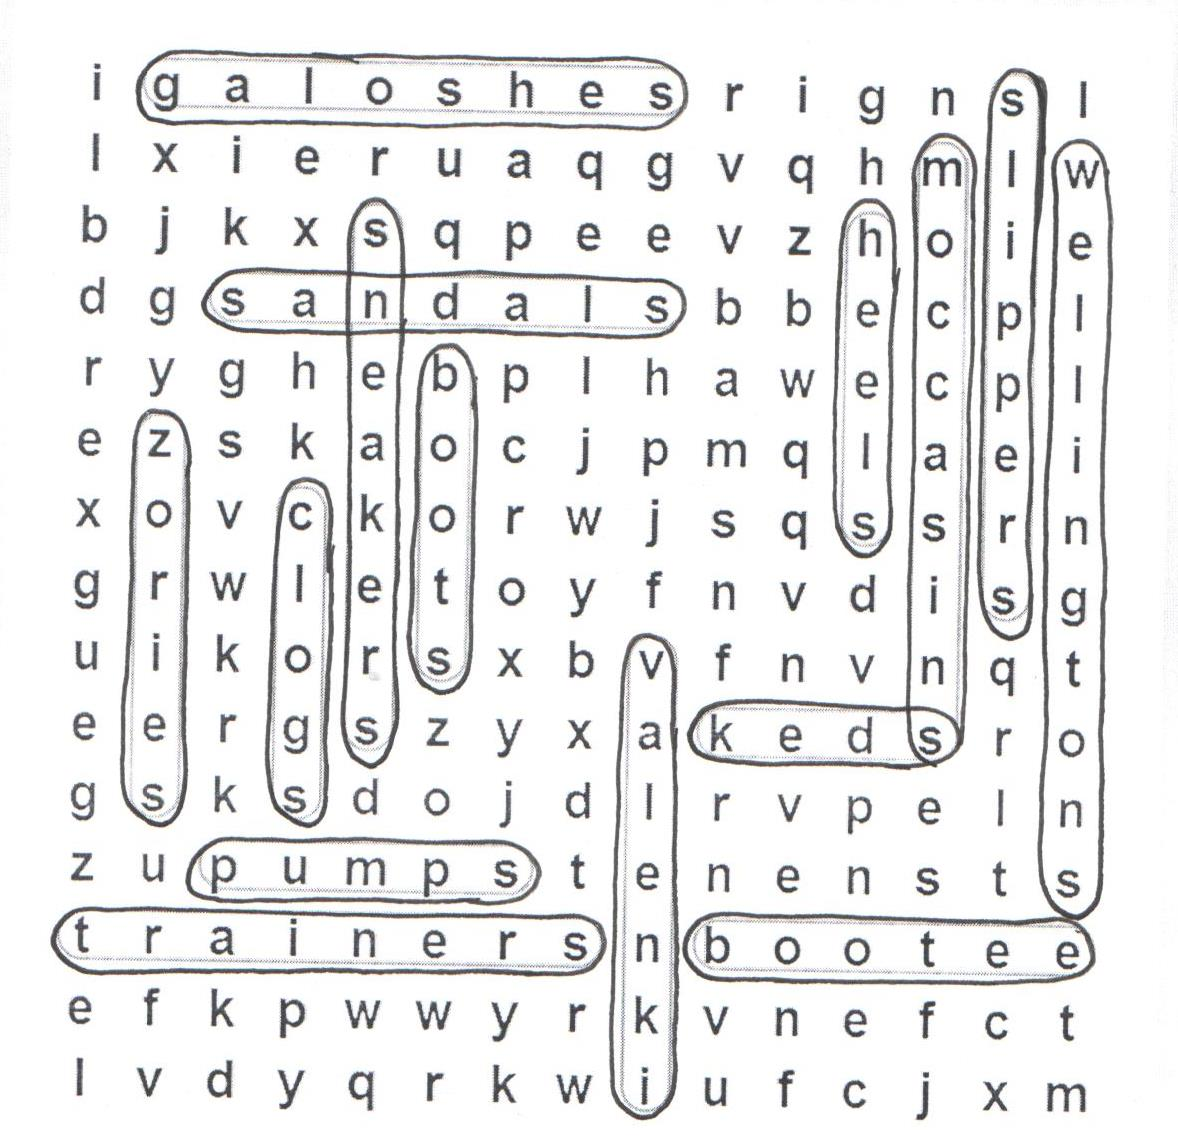 i g a l o s h e s r i g n s l
l x i e r u a q g v q h m l w
b j k x s q p e e v z h o i e
d g s a n d a l s b b e c p l
r y g h e b p l h a w e c p l
e z s k a o c j p m q l a e i
x o v c k o r w j s q s s r n
g r w l e t o y f n v d i s g
u i k o r s x b v f n v n q t
e e r g s z y x a k e d s r o
g s k s d o j d l r v p e l n
z u p u m p s t e n e n s t s
t r a i n e r s n b o o t e e
e f k p w w y r k v n e f c t
l v d y q r k w i u f c j x m